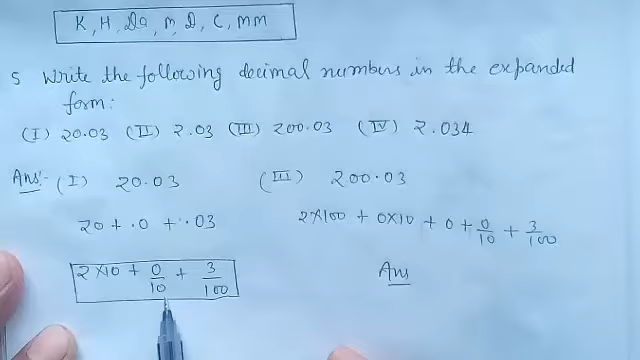 K, H, Da, m, D, C, mm
5 Write the following decimal numbers in the expanded
form:
(I) 20.03 (II) 2.03 (III) 200.03 (IV) 2.034
Ans:- (I) 20.03 (III) 200.03
20 + .0 + .03
2×100 + 0×10 + 0 + 0/10 + 3/100
2×10 + 0/10 + 3/100
Ans